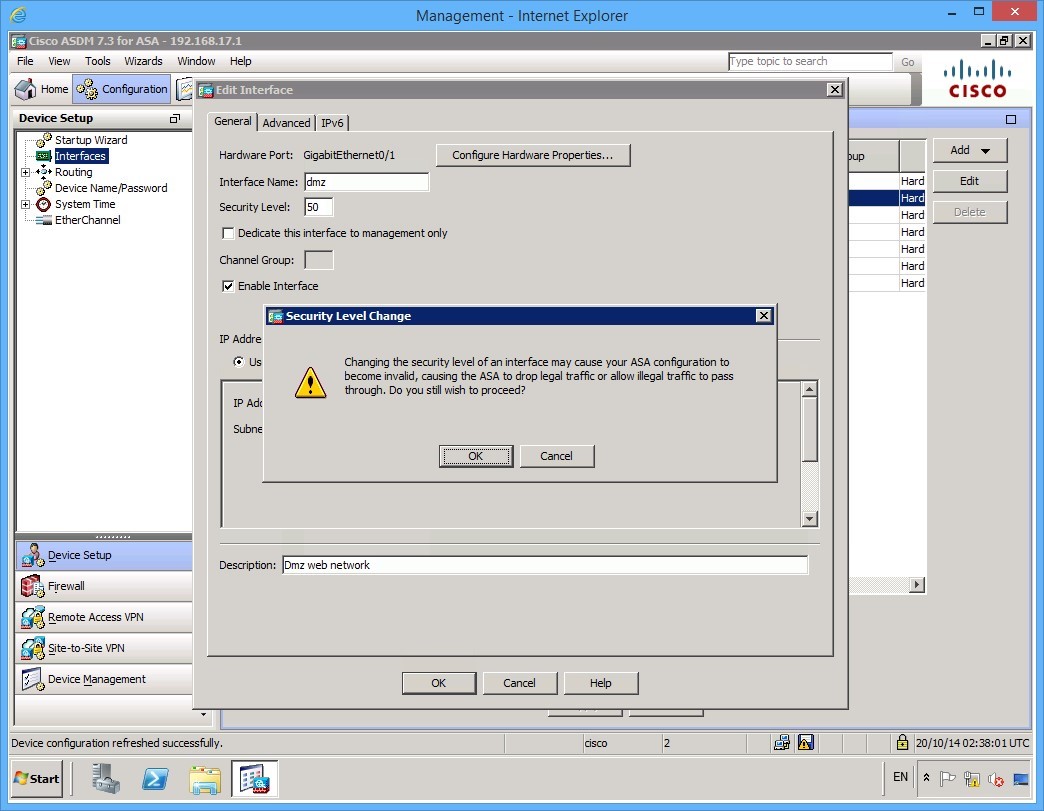 Management - Internet Explorer
Cisco ASDM 7.3 for ASA - 192.168.17.1
File View Tools Wizards Window Help
Type topic to search Go
CISCO
Home Configuration
Device Setup
Startup Wizard
Interfaces
Routing
Device Name/Password
System Time
EtherChannel
Edit Interface
General Advanced IPv6
Hardware Port: GigabitEthernet0/1 Configure Hardware Properties...
Interface Name: dmz
Security Level: 50
Dedicate this interface to management only
Channel Group:
Enable Interface
IP Addre
Us
IP Add
Subne
Security Level Change
Changing the security level of an interface may cause your ASA configuration to
become invalid, causing the ASA to drop legal traffic or allow illegal traffic to pass
through. Do you still wish to proceed?
OK Cancel
Description: Dmz web network
OK Cancel Help
oup
Hard
Hard
Hard
Hard
Hard
Hard
Hard
Add
Edit
Delete
Device Setup
Firewall
Remote Access VPN
Site-to-Site VPN
Device Management
Device configuration refreshed successfully. cisco 2 20/10/14 02:38:01 UTC
Start EN